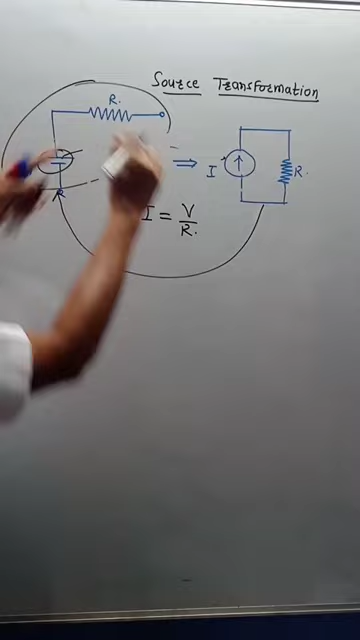 Source Transformation
R.
I
R.
I = V/R.